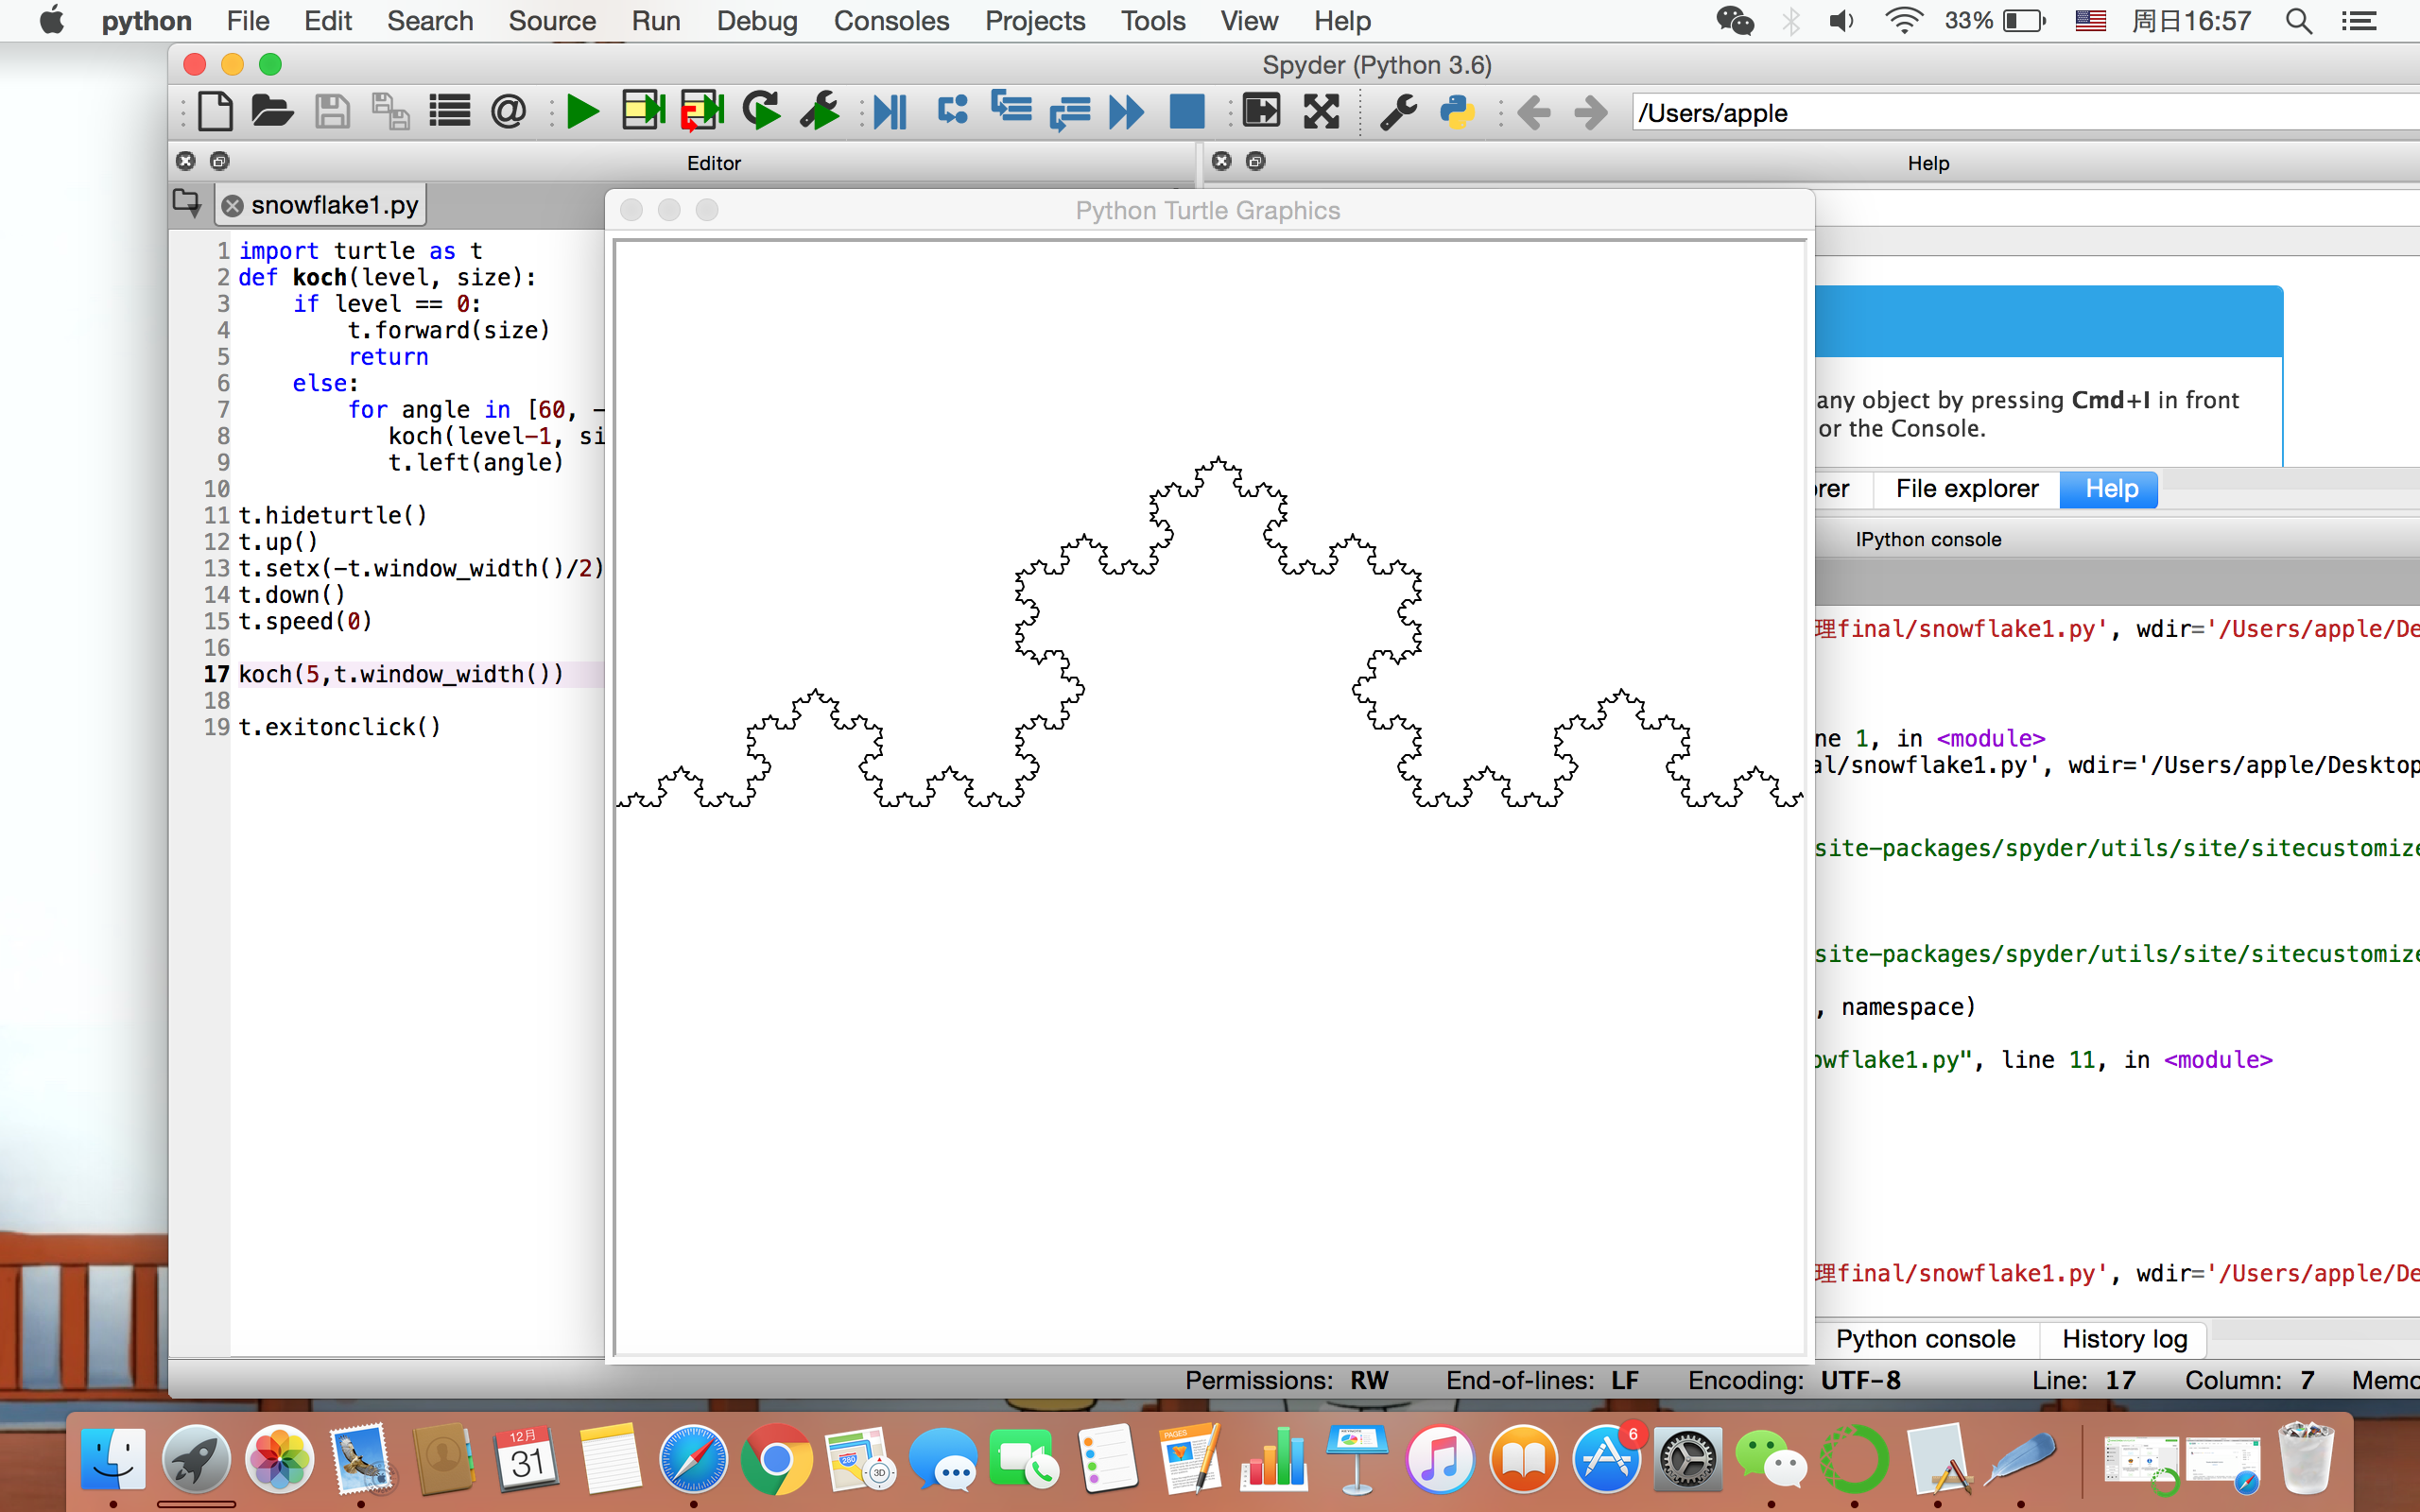 python File Edit Search Source Run Debug Consoles Projects Tools View Help 33% 周日16:57
Spyder (Python 3.6)
/Users/apple
Editor
Help
snowflake1.py
Python Turtle Graphics
1 import turtle as t
2 def koch(level, size):
3 if level == 0:
4 t.forward(size)
5 return
6 else:
7 for angle in [60, -
8 koch(level-1, si
9 t.left(angle)
10
11 t.hideturtle()
12 t.up()
13 t.setx(-t.window_width()/2)
14 t.down()
15 t.speed(0)
16
17 koch(5,t.window_width())
18
19 t.exitonclick()
any object by pressing Cmd+I in front
or the Console.
rer File explorer Help
IPython console
理final/snowflake1.py', wdir='/Users/apple/De
ne 1, in <module>
al/snowflake1.py', wdir='/Users/apple/Desktop
site-packages/spyder/utils/site/sitecustomize
site-packages/spyder/utils/site/sitecustomize
, namespace)
owflake1.py", line 11, in <module>
理final/snowflake1.py', wdir='/Users/apple/De
Python console History log
Permissions: RW End-of-lines: LF Encoding: UTF-8 Line: 17 Column: 7 Memo
12月
31
280
3D
PAGES
6